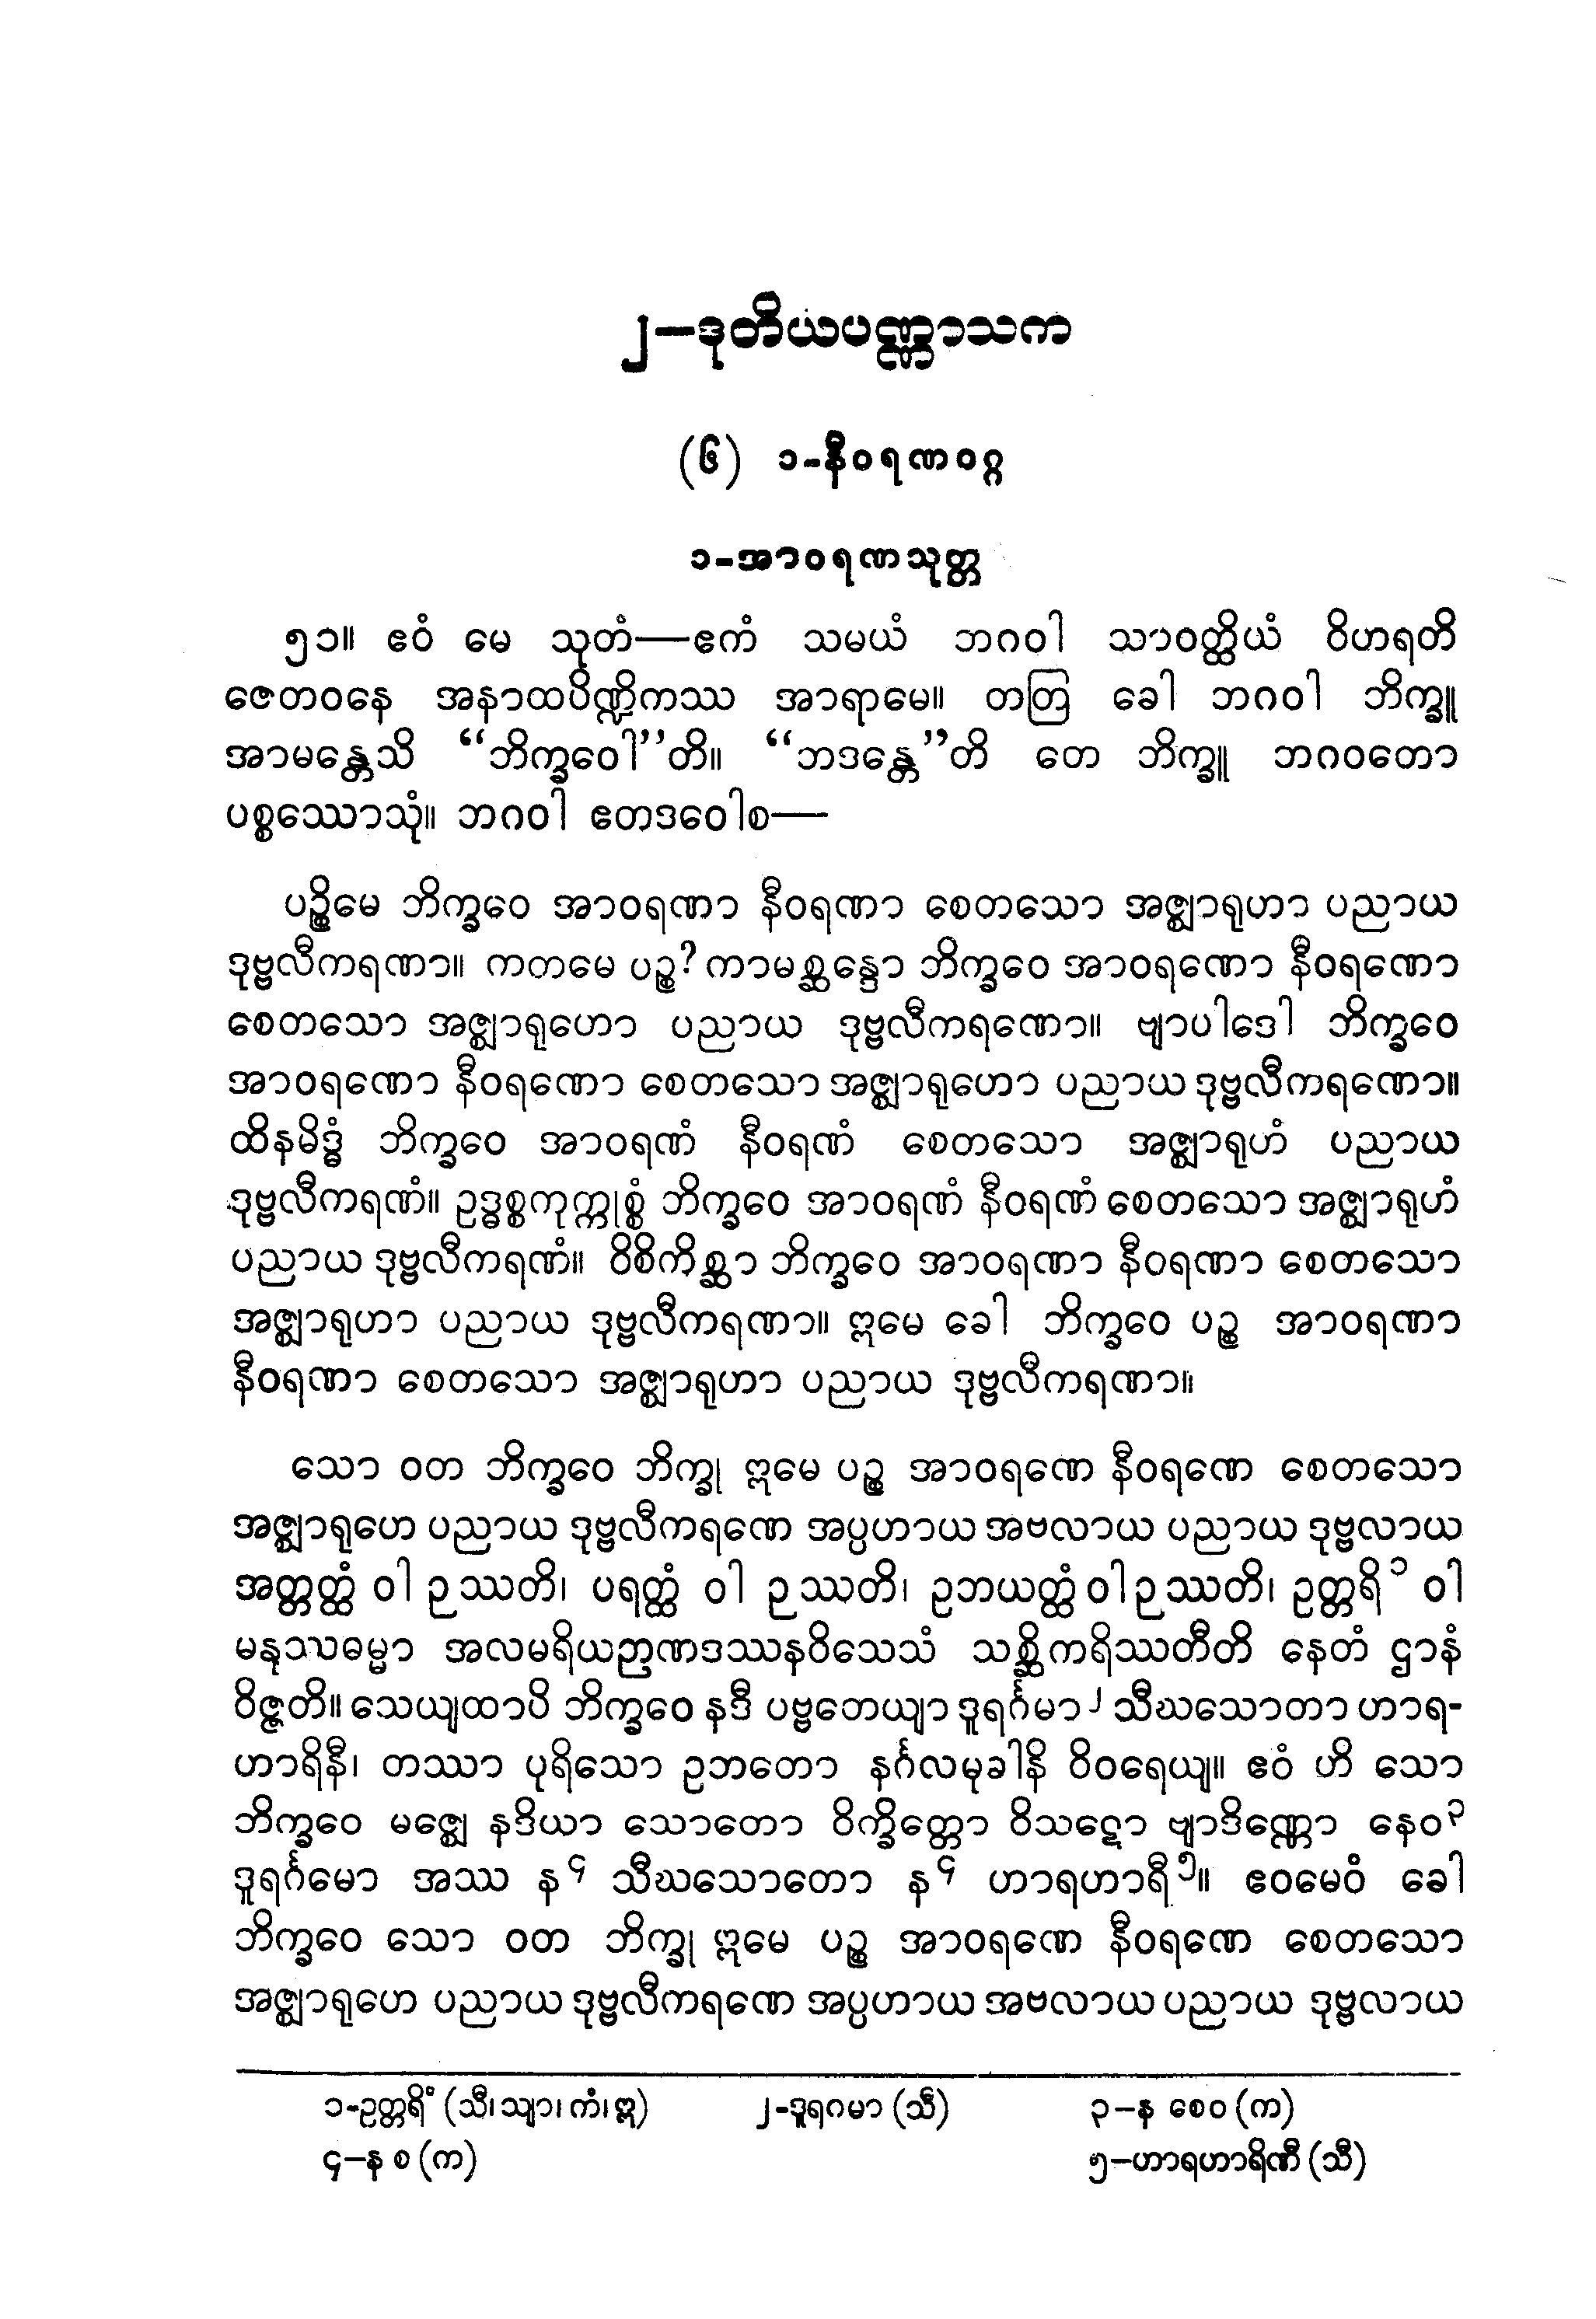 ၂–ဒုတိယပဏ္ဏာသက
(၆) ၁-နီဝရဏဝဂ္ဂ
၁-အာဝရဏသုတ္တ
၅၁။ ဧဝံ မေ သုတံ—ဧကံ သမယံ ဘဂဝါ သာဝတ္ထိယံ ဝိဟရတိ
ဇေတဝနေ အနာထပိဏ္ဍိကဿ အာရာမေ။ တတြ ခေါ ဘဂဝါ ဘိက္ခူ
အာမန္တေသိ “ဘိက္ခဝေါ”တိ။ “ဘဒန္တေ”တိ တေ ဘိက္ခူ ဘဂဝတော
ပစ္စဿောသုံ။ ဘဂဝါ ဧတဒဝေါစ—
ပဉ္စိမေ ဘိက္ခဝေ အာဝရဏာ နီဝရဏာ စေတသော အဇ္ဈာရုဟာ ပညာယ
ဒုဗ္ဗလီကရဏာ။ ကတမေ ပဉ္စ? ကာမစ္ဆန္ဒော ဘိက္ခဝေ အာဝရဏော နီဝရဏော
စေတသော အဇ္ဈာရုဟော ပညာယ ဒုဗ္ဗလီကရဏော။ ဗျာပါဒေါ ဘိက္ခဝေ
အာဝရဏော နီဝရဏော စေတသော အဇ္ဈာရုဟော ပညာယ ဒုဗ္ဗလီကရဏော။
ထိနမိဒ္ဓံ ဘိက္ခဝေ အာဝရဏံ နီဝရဏံ စေတသော အဇ္ဈာရုဟံ ပညာယ
ဒုဗ္ဗလီကရဏံ။ ဥဒ္ဓစ္စကုက္ကုစ္စံ ဘိက္ခဝေ အာဝရဏံ နီဝရဏံ စေတသော အဇ္ဈာရုဟံ
ပညာယ ဒုဗ္ဗလီကရဏံ။ ဝိစိကိစ္ဆာ ဘိက္ခဝေ အာဝရဏာ နီဝရဏာ စေတသော
အဇ္ဈာရုဟာ ပညာယ ဒုဗ္ဗလီကရဏာ။ ဣမေ ခေါ ဘိက္ခဝေ ပဉ္စ အာဝရဏာ
နီဝရဏာ စေတသော အဇ္ဈာရုဟာ ပညာယ ဒုဗ္ဗလီကရဏာ။
သော ဝတ ဘိက္ခဝေ ဘိက္ခု ဣမေ ပဉ္စ အာဝရဏေ နီဝရဏေ စေတသော
အဇ္ဈာရုဟေ ပညာယ ဒုဗ္ဗလီကရဏေ အပ္ပဟာယ အဗလာယ ပညာယ ဒုဗ္ဗလာယ
အတ္တတ္ထံ ဝါ ဉဿတိ၊ ပရတ္ထံ ဝါ ဉဿတိ၊ ဥဘယတ္ထံ ဝါ ဉဿတိ၊ ဥတ္တရိ၁ ဝါ
မနုဿဓမ္မာ အလမရိယဉာဏဒဿနဝိသေသံ သစ္ဆိကရိဿတီတိ နေတံ ဌာနံ
ဝိဇ္ဇတိ။ သေယျထာပိ ဘိက္ခဝေ နဒီ ပဗ္ဗတေယျာ ဒူရင်္ဂမာ၂ သီဃသောတာ ဟာရ-
ဟာရိနီ၊ တဿာ ပုရိသော ဥဘတော နင်္ဂလမုခါနိ ဝိဝရေယျ။ ဧဝံ ဟိ သော
ဘိက္ခဝေ မဇ္ဈေ နဒိယာ သောတော ဝိက္ခိတ္တော ဝိသဋော ဗျာဒိဏ္ဏော နေဝ၃
ဒူရင်္ဂမော အဿ န၄ သီဃသောတော န၄ ဟာရဟာရီ၅။ ဧဝမေဝံ ခေါ
ဘိက္ခဝေ သော ဝတ ဘိက္ခု ဣမေ ပဉ္စ အာဝရဏေ နီဝရဏေ စေတသော
အဇ္ဈာရုဟေ ပညာယ ဒုဗ္ဗလီကရဏေ အပ္ပဟာယ အဗလာယ ပညာယ ဒုဗ္ဗလာယ
၁-ဥတ္တရိံ (သီ၊ သျာ၊ ကံ၊ ဣ) ၂-ဒူရဂမာ (သီ) ၃–န စေဝ (က)
၄–န စ (က) ၅–ဟာရဟာရိဏီ (သီ)